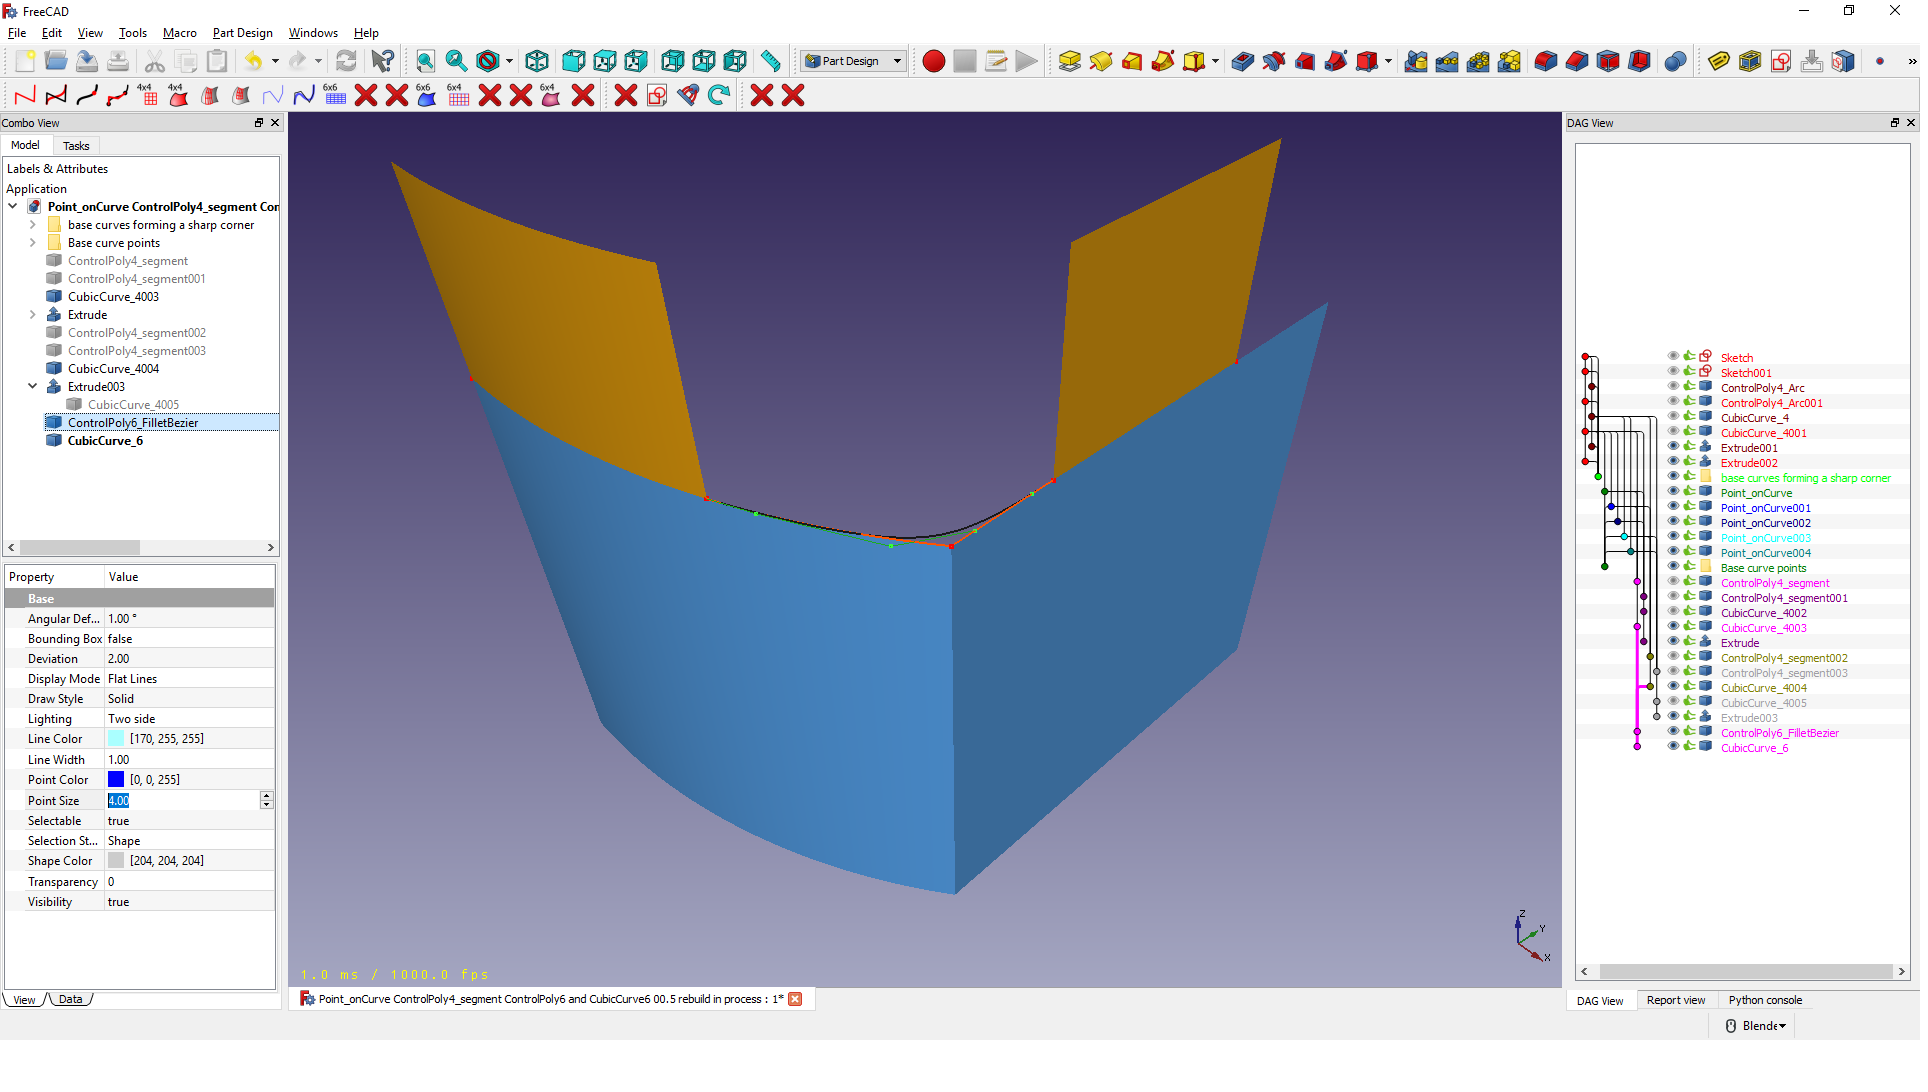 FreeCAD
File Edit View Tools Macro Part Design Windows Help
Part Design
4x4 4x4 6x6 6x6 6x4 6x4
Combo View
Model Tasks
Labels & Attributes
Application
Point_onCurve ControlPoly4_segment Con
base curves forming a sharp corner
Base curve points
ControlPoly4_segment
ControlPoly4_segment001
CubicCurve_4003
Extrude
ControlPoly4_segment002
ControlPoly4_segment003
CubicCurve_4004
Extrude003
CubicCurve_4005
ControlPoly6_FilletBezier
CubicCurve_6
Property Value
Base
Angular Def... 1.00 °
Bounding Box false
Deviation 2.00
Display Mode Flat Lines
Draw Style Solid
Lighting Two side
Line Color [170, 255, 255]
Line Width 1.00
Point Color [0, 0, 255]
Point Size 4.00
Selectable true
Selection St... Shape
Shape Color [204, 204, 204]
Transparency 0
Visibility true
View Data
1.0 ms / 1000.0 fps
Z
Y
X
Point_onCurve ControlPoly4_segment ControlPoly6 and CubicCurve6 00.5 rebuild in process : 1*
DAG View
Sketch
Sketch001
ControlPoly4_Arc
ControlPoly4_Arc001
CubicCurve_4
CubicCurve_4001
Extrude001
Extrude002
base curves forming a sharp corner
Point_onCurve
Point_onCurve001
Point_onCurve002
Point_onCurve003
Point_onCurve004
Base curve points
ControlPoly4_segment
ControlPoly4_segment001
CubicCurve_4002
CubicCurve_4003
Extrude
ControlPoly4_segment002
ControlPoly4_segment003
CubicCurve_4004
CubicCurve_4005
Extrude003
ControlPoly6_FilletBezier
CubicCurve_6
DAG View Report view Python console
Blende